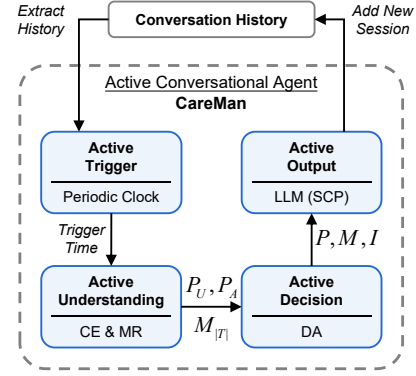 Extract
History
Conversation History
Add New
Session
Active Conversational Agent
CareMan
Active
Trigger
Periodic Clock
Active
Output
LLM (SCP)
Trigger
Time
P, M, I
Active
Understanding
CE & MR
P_U, P_A
M_{|T|}
Active
Decision
DA